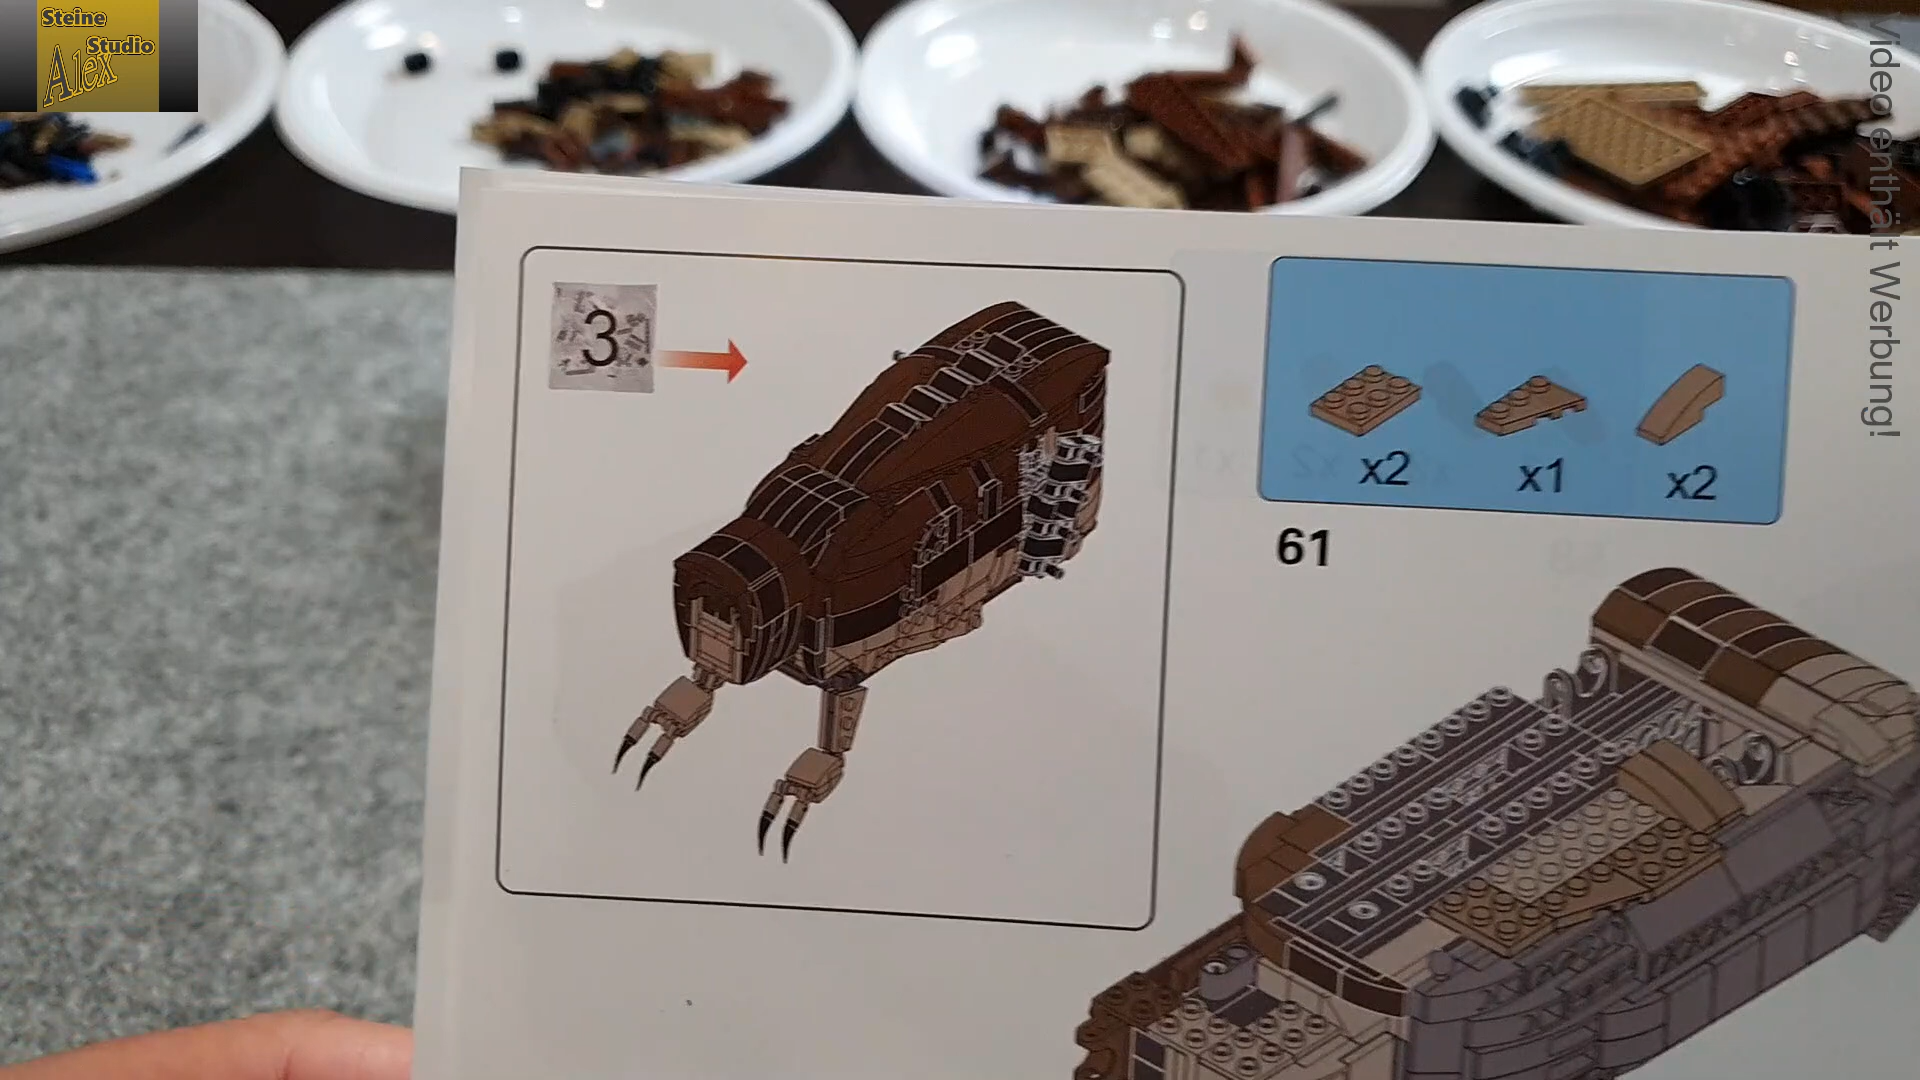 Steine
Studio
Alex
Video enthält Werbung!
3
x2
x1
x2
61